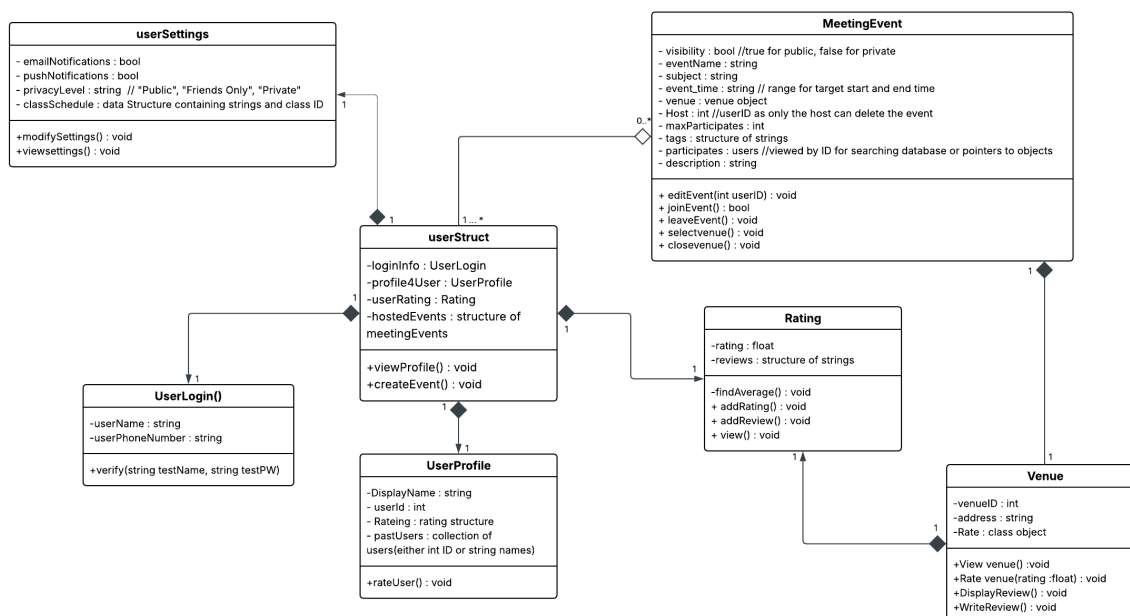 userSettings
- emailNotifications : bool
- pushNotifications : bool
- privacyLevel : string // "Public", "Friends Only", "Private"
- classSchedule : data Structure containing strings and class ID
+modifySettings() : void
+viewsettings() : void
1
1
MeetingEvent
- visibility : bool //true for public, false for private
- eventName : string
- subject : string
- event_time : string // range for target start and end time
- venue : venue object
- Host : int //userID as only the host can delete the event
- maxParticipates : int
- tags : structure of strings
- participates : users //viewed by ID for searching database or pointers to objects
- description : string
+ editEvent(int userID) : void
+ joinEvent() : bool
+ leaveEvent() : void
+ selectvenue() : void
+ closevenue() : void
0..*
1 ... *
userStruct
-loginInfo : UserLogin
-profile4User : UserProfile
-userRating : Rating
-hostedEvents : structure of
meetingEvents
+viewProfile() : void
+createEvent() : void
1
1
UserLogin()
-userName : string
-userPhoneNumber : string
+verify(string testName, string testPW)
1
1
UserProfile
-DisplayName : string
- userId : int
- Rateing : rating structure
- pastUsers : collection of
users(either int ID or string names)
+rateUser() : void
1
1
Rating
-rating : float
-reviews : structure of strings
-findAverage() : void
+ addRating() : void
+ addReview() : void
+ view() : void
1
1
1
1
Venue
-venueID : int
-address : string
-Rate : class object
+View venue() :void
+Rate venue(rating :float) : void
+DisplayReview() : void
+WriteReview() : void